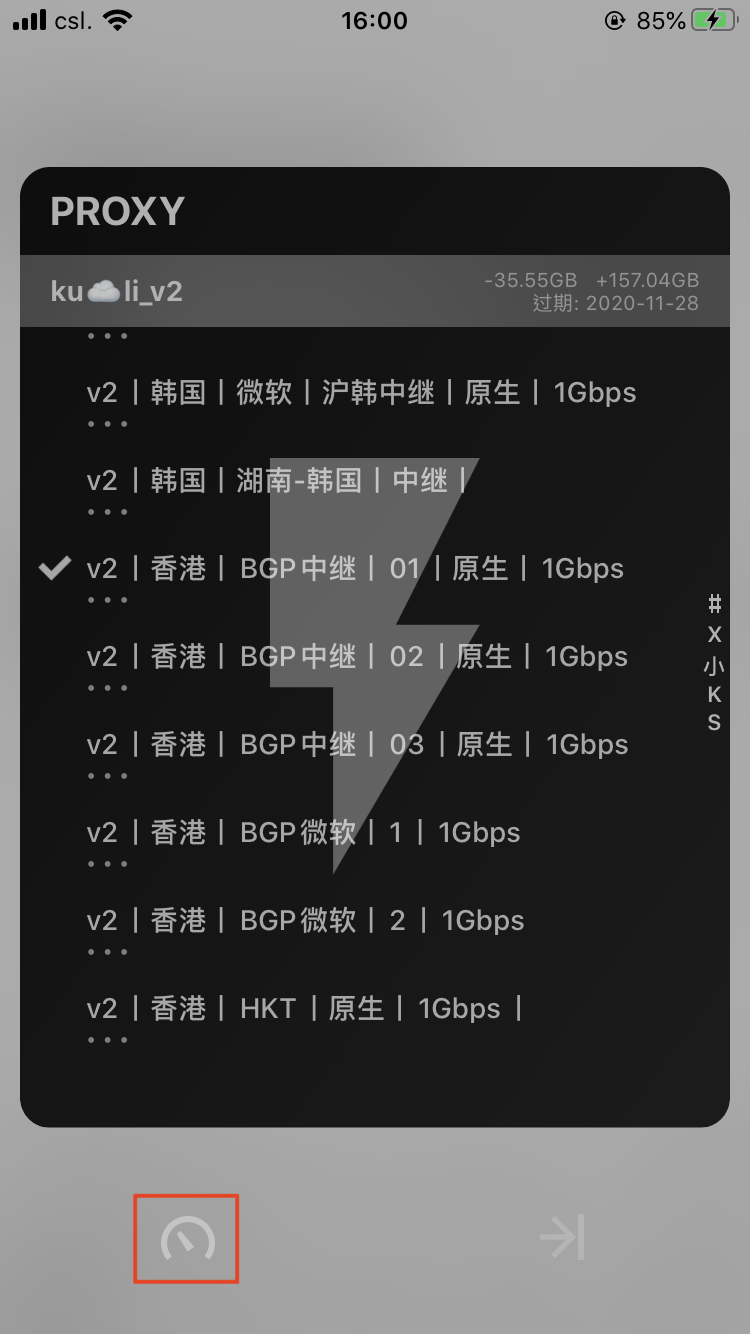 csl.
16:00
85%
PROXY
ku☁️li_v2
-35.55GB +157.04GB
过期: 2020-11-28
v2 | 韩国 | 微软 | 沪韩中继 | 原生 | 1Gbps
v2 | 韩国 | 湖南-韩国 | 中继 |
v2 | 香港 | BGP中继 | 01 | 原生 | 1Gbps
v2 | 香港 | BGP中继 | 02 | 原生 | 1Gbps
v2 | 香港 | BGP中继 | 03 | 原生 | 1Gbps
v2 | 香港 | BGP微软 | 1 | 1Gbps
v2 | 香港 | BGP微软 | 2 | 1Gbps
v2 | 香港 | HKT | 原生 | 1Gbps |
#
X
小
K
S